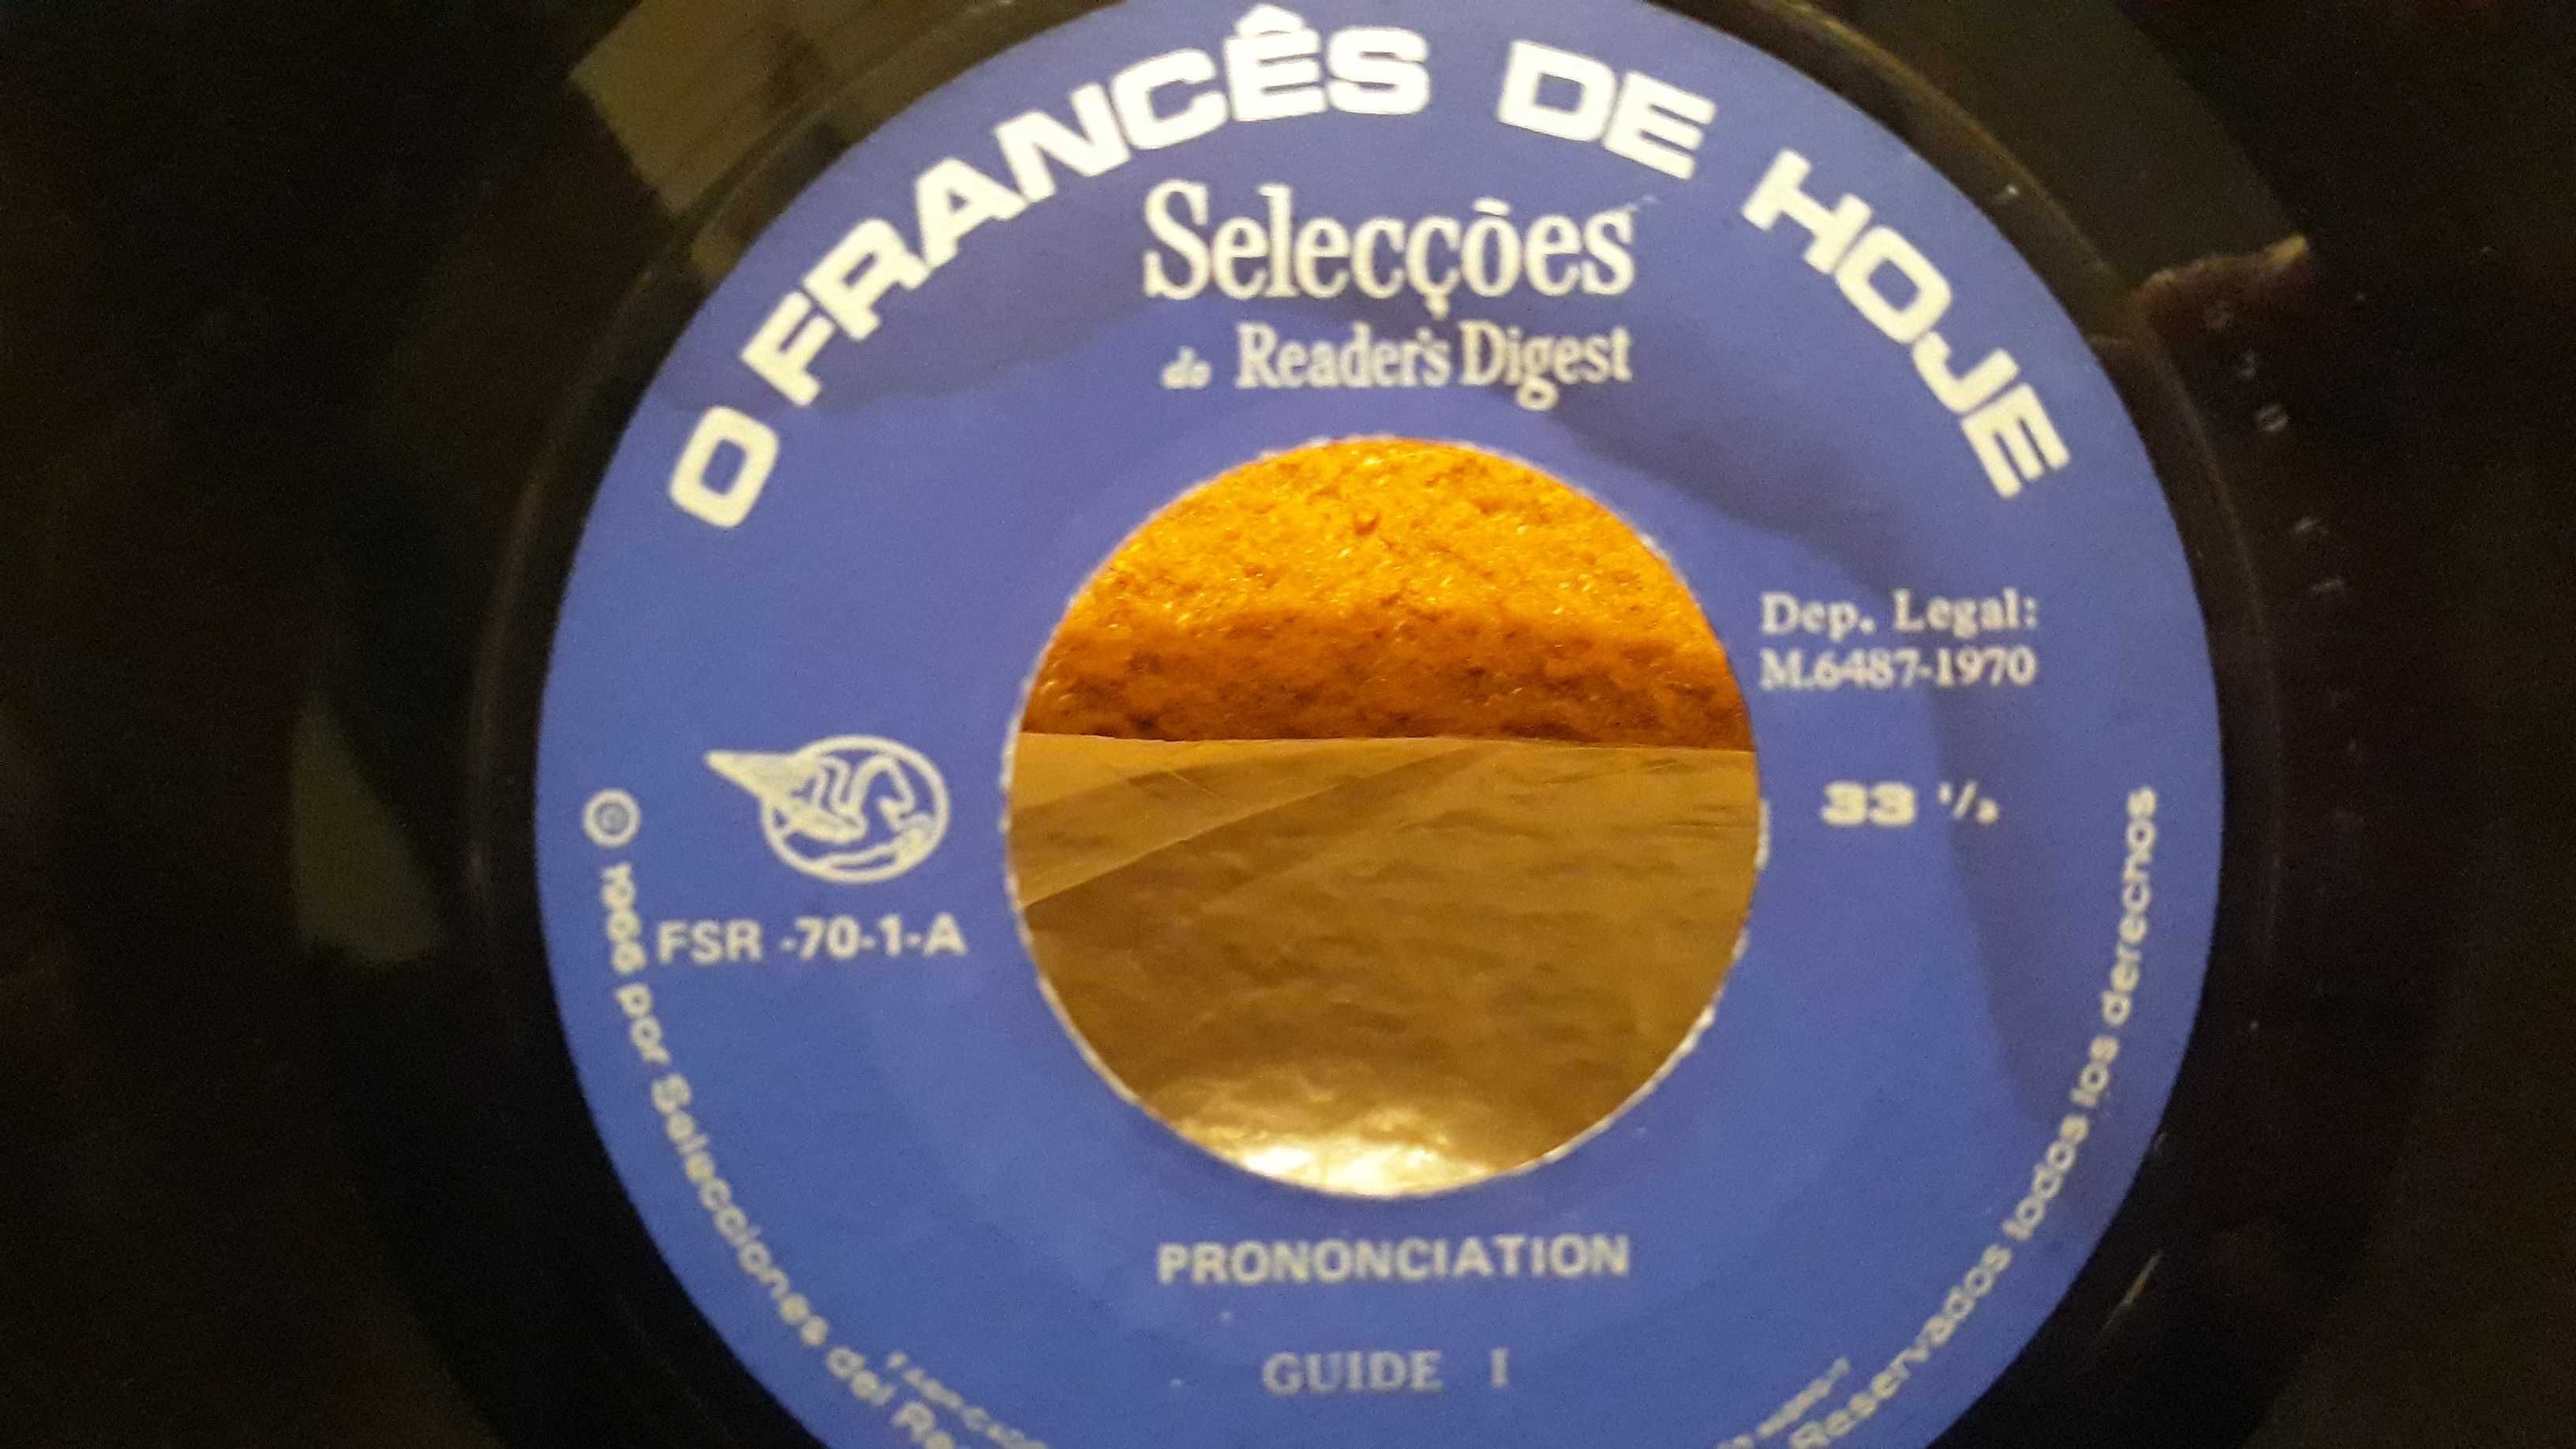 O FRANCÊS DE HOJE
Selecções
do Reader's Digest
Dep. Legal:
M.6487-1970
33 1/3
FSR -70-1-A
PRONONCIATION
GUIDE I
© 1966 por Selecciones del
Reservados todos los derechos